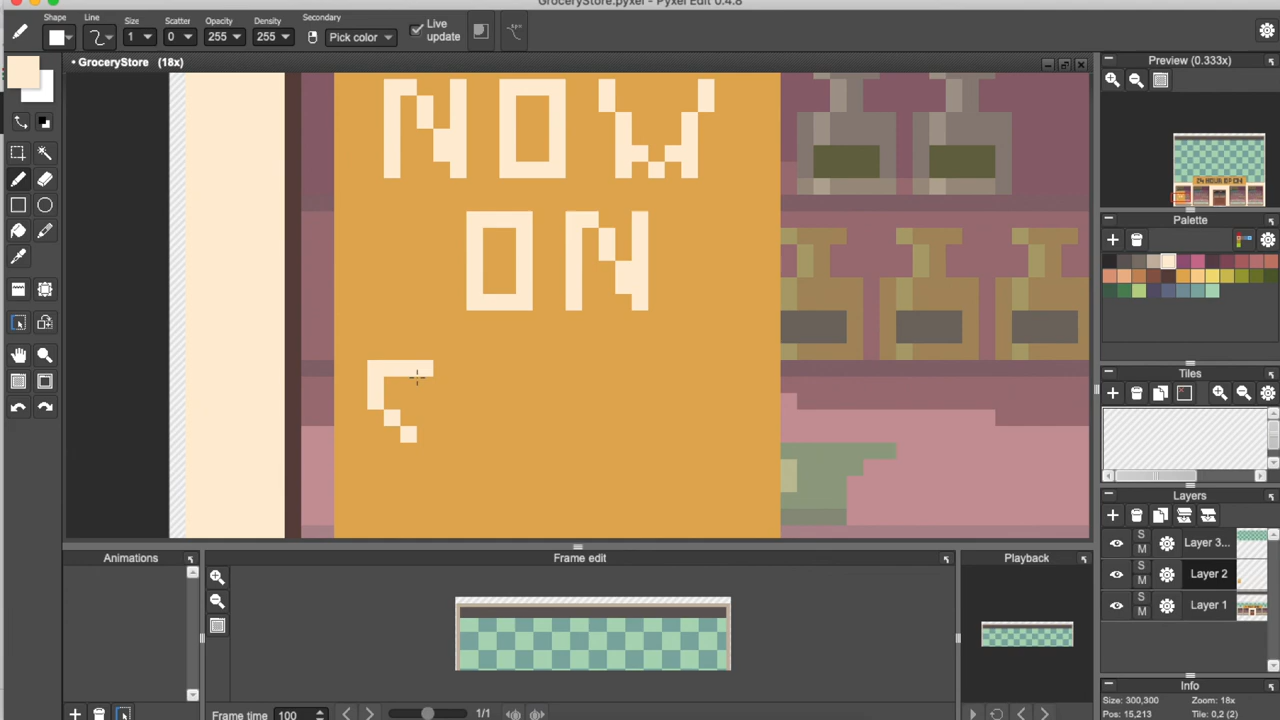 GroceryStore.pyxel - Pyxel Edit 0.4.8
Shape Line Size Scatter Opacity Density Secondary
1 0 255 255 Pick color Live update
• GroceryStore (18x)
Preview (0.333x)
NOW
ON
24 HOUR
Palette
Tiles
Layers
Layer 3...
S
M
Layer 2
S
M
Layer 1
S
M
Animations
Frame edit
Playback
Frame time 100 1/1
Info
Size: 300,300 Zoom: 18x
Pos: 15,213 Tile: 0,2 (2)